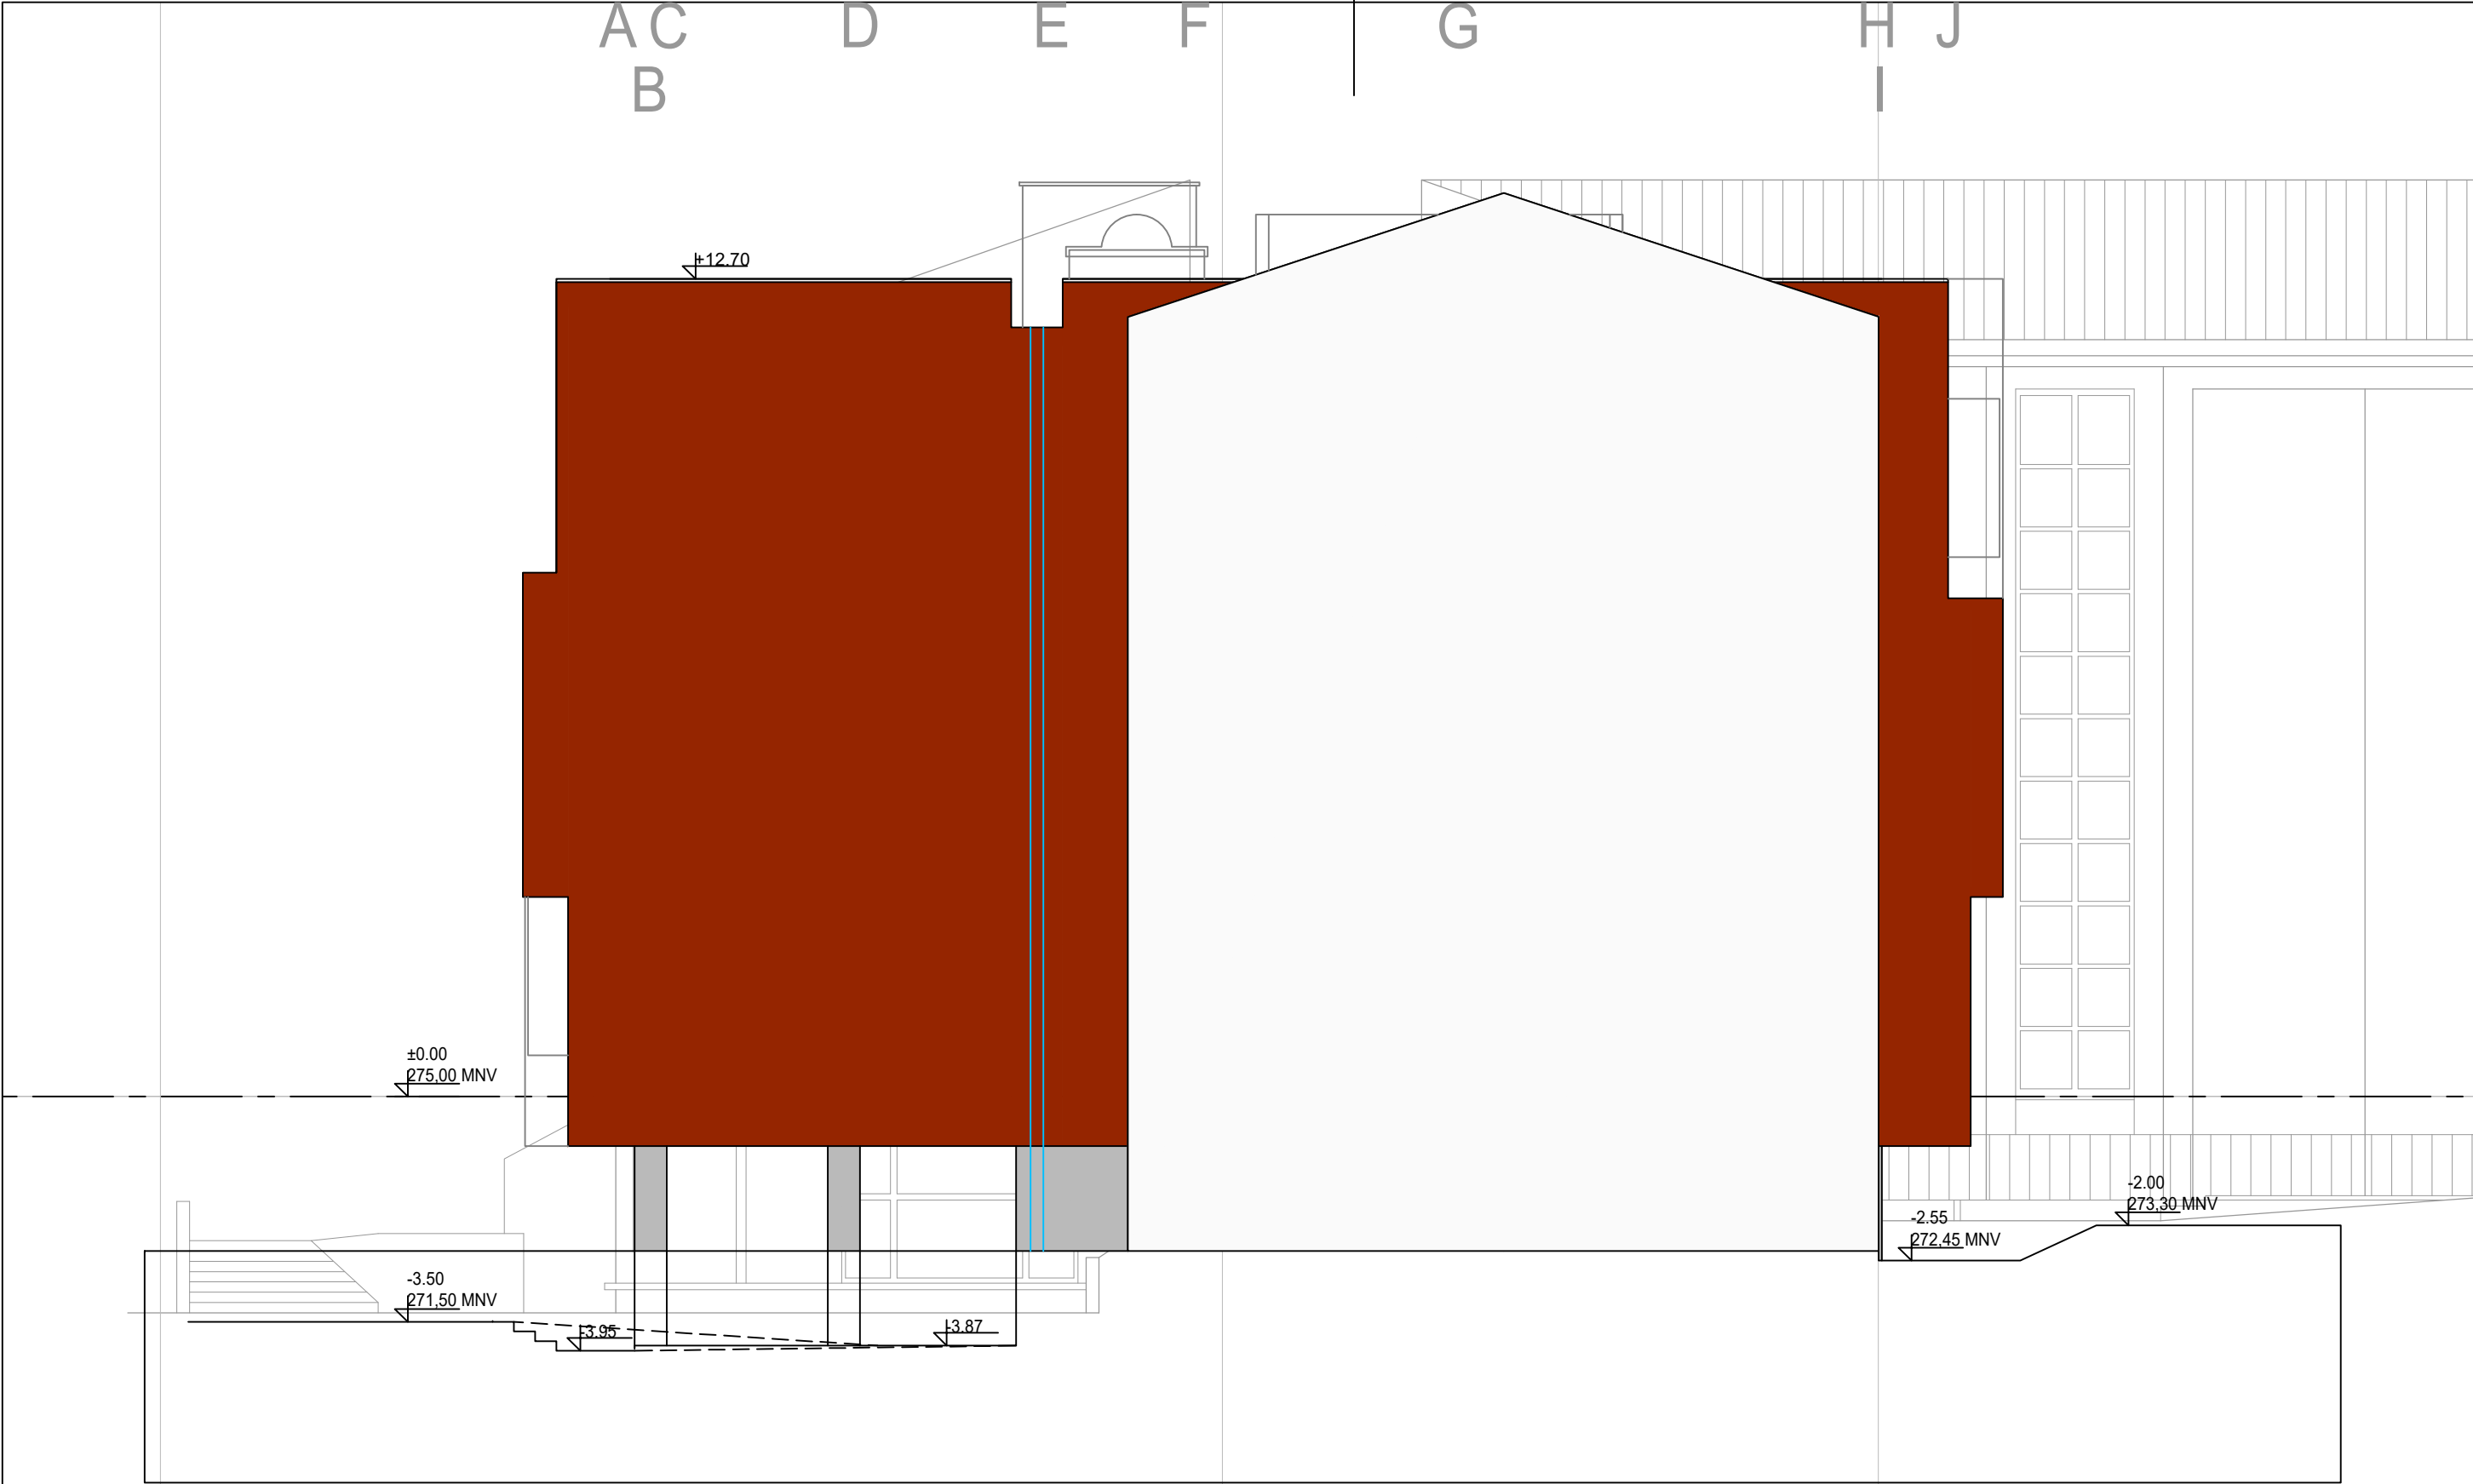 A C D E F G H J
B I
+12.70
±0.00
275,00 MNV
-2.00
273,30 MNV
-2.55
272,45 MNV
-3.50
271,50 MNV
-3.95
-3.87